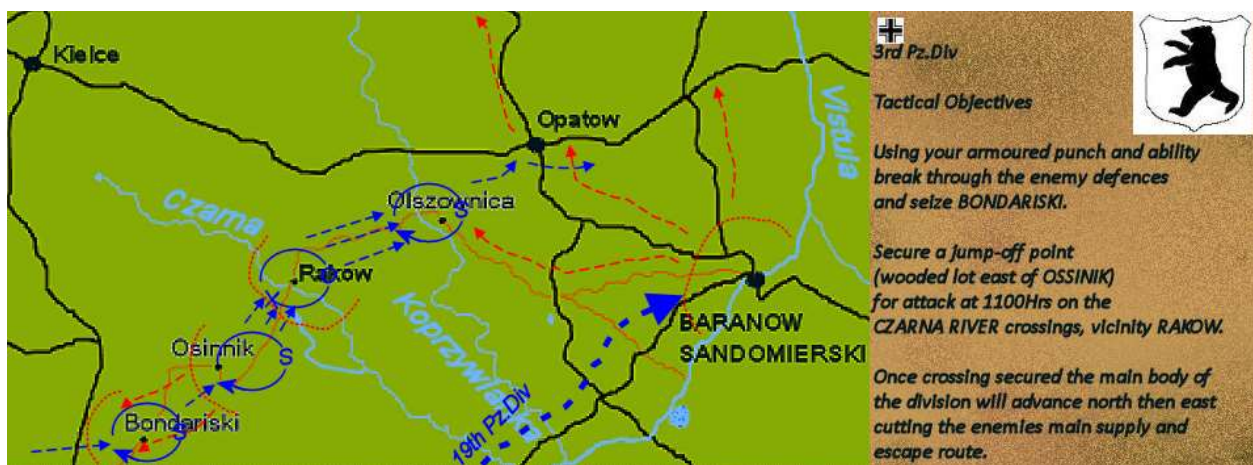 Kielce
Opatow
Vistula
Olszownica
S
Czarna
Rakow
Koprzywianka
BARANOW
SANDOMIERSKI
Osinnik
S
Bondariski
S
19th Pz.Div
3rd Pz.Div
Tactical Objectives
Using your armoured punch and ability
break through the enemy defences
and seize BONDARISKI.
Secure a jump-off point
(wooded lot east of OSSINIK)
for attack at 1100Hrs on the
CZARNA RIVER crossings, vicinity RAKOW.
Once crossing secured the main body of
the division will advance north then east
cutting the enemies main supply and
escape route.